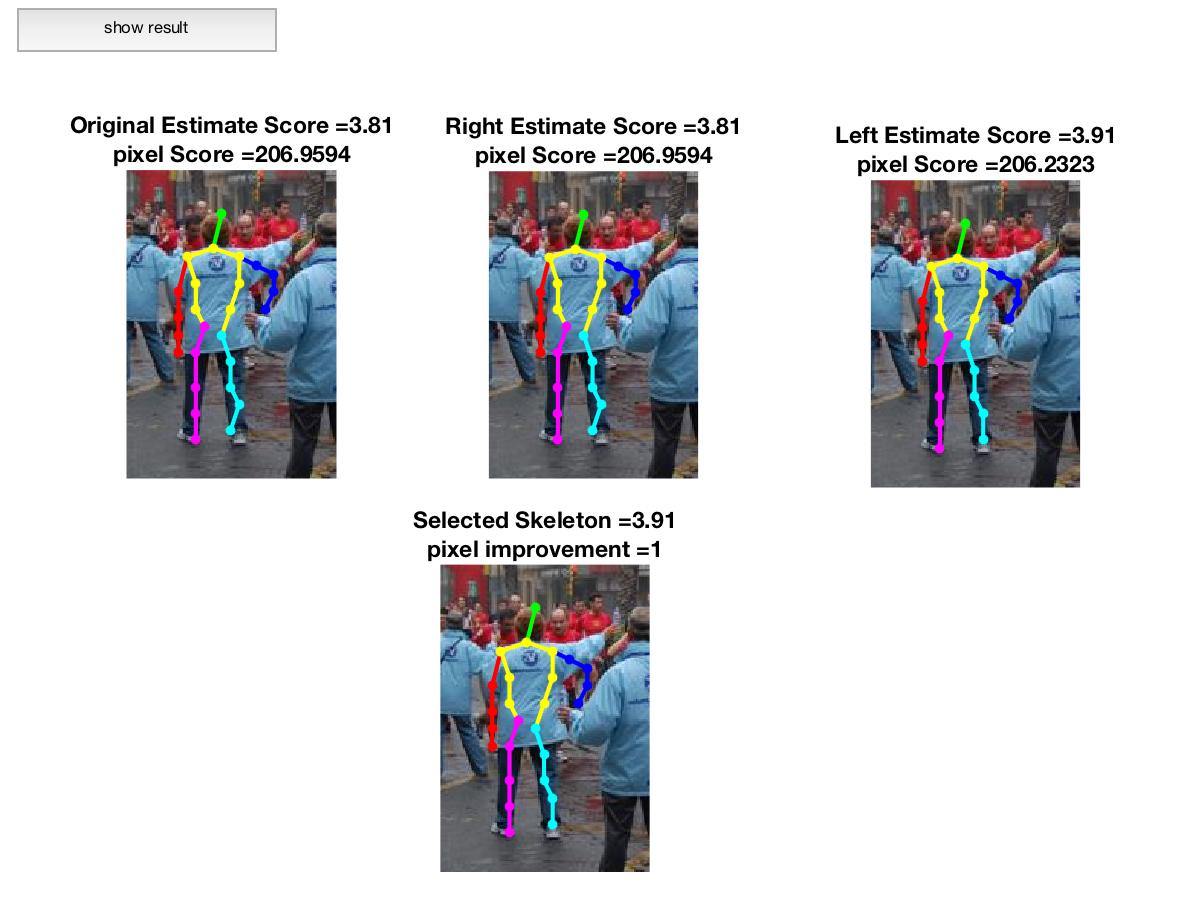 show result
Original Estimate Score =3.81
pixel Score =206.9594
Right Estimate Score =3.81
pixel Score =206.9594
Left Estimate Score =3.91
pixel Score =206.2323
Selected Skeleton =3.91
pixel improvement =1